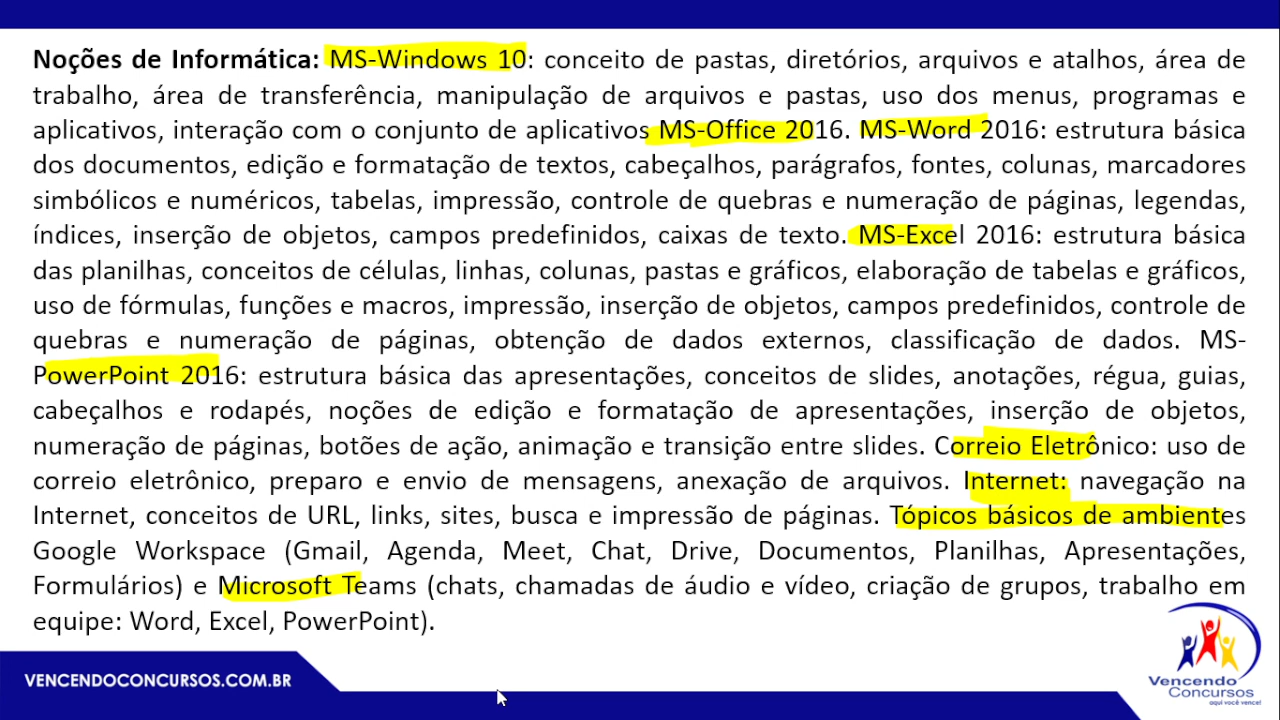 Noções de Informática: MS-Windows 10: conceito de pastas, diretórios, arquivos e atalhos, área de
trabalho, área de transferência, manipulação de arquivos e pastas, uso dos menus, programas e
aplicativos, interação com o conjunto de aplicativos MS-Office 2016. MS-Word 2016: estrutura básica
dos documentos, edição e formatação de textos, cabeçalhos, parágrafos, fontes, colunas, marcadores
simbólicos e numéricos, tabelas, impressão, controle de quebras e numeração de páginas, legendas,
índices, inserção de objetos, campos predefinidos, caixas de texto. MS-Excel 2016: estrutura básica
das planilhas, conceitos de células, linhas, colunas, pastas e gráficos, elaboração de tabelas e gráficos,
uso de fórmulas, funções e macros, impressão, inserção de objetos, campos predefinidos, controle de
quebras e numeração de páginas, obtenção de dados externos, classificação de dados. MS-
PowerPoint 2016: estrutura básica das apresentações, conceitos de slides, anotações, régua, guias,
cabeçalhos e rodapés, noções de edição e formatação de apresentações, inserção de objetos,
numeração de páginas, botões de ação, animação e transição entre slides. Correio Eletrônico: uso de
correio eletrônico, preparo e envio de mensagens, anexação de arquivos. Internet: navegação na
Internet, conceitos de URL, links, sites, busca e impressão de páginas. Tópicos básicos de ambientes
Google Workspace (Gmail, Agenda, Meet, Chat, Drive, Documentos, Planilhas, Apresentações,
Formulários) e Microsoft Teams (chats, chamadas de áudio e vídeo, criação de grupos, trabalho em
equipe: Word, Excel, PowerPoint).
VENCENDOCONCURSOS.COM.BR
Vencendo
Concursos
aqui você vence!